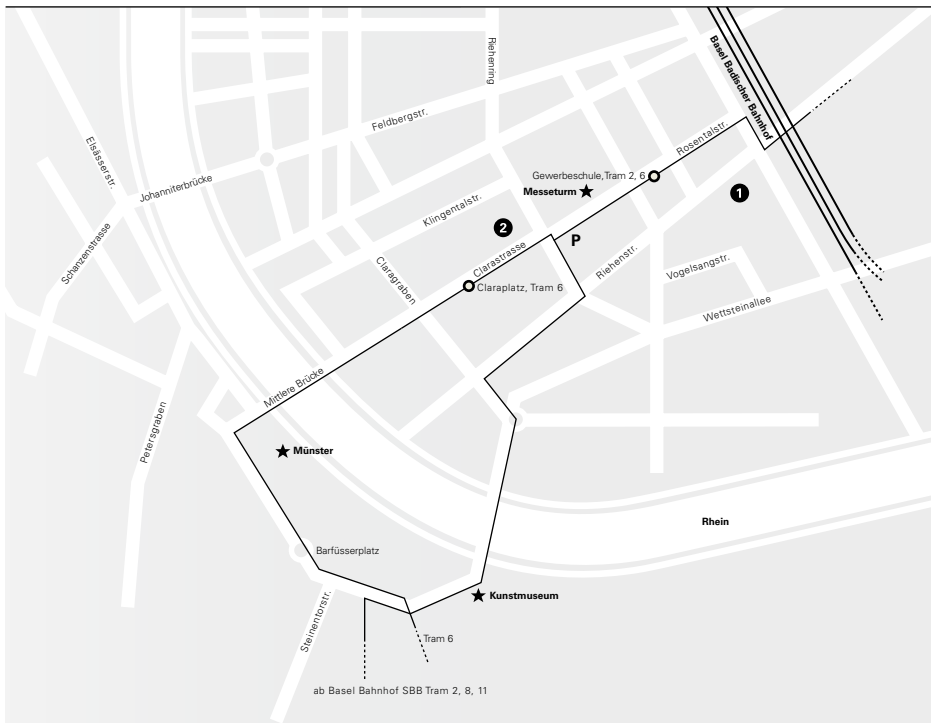 Riehenring
Basel Badischer Bahnhof
Feldbergstr.
Elsässerstr.
Rosentalstr.
Johanniterbrücke
Gewerbeschule, Tram 2, 6
Messeturm
1
Klingentalstr.
2
Schanzenstrasse
P
Clarastrasse
Claragraben
Riehenstr.
Vogelsangstr.
Claraplatz, Tram 6
Wettsteinallee
Mittlere Brücke
Petersgraben
Münster
Rhein
Barfüsserplatz
Kunstmuseum
Steinentorstr.
Tram 6
ab Basel Bahnhof SBB Tram 2, 8, 11